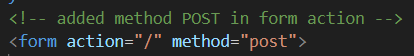 <!-- added method POST in form action -->
<form action="/" method="post">